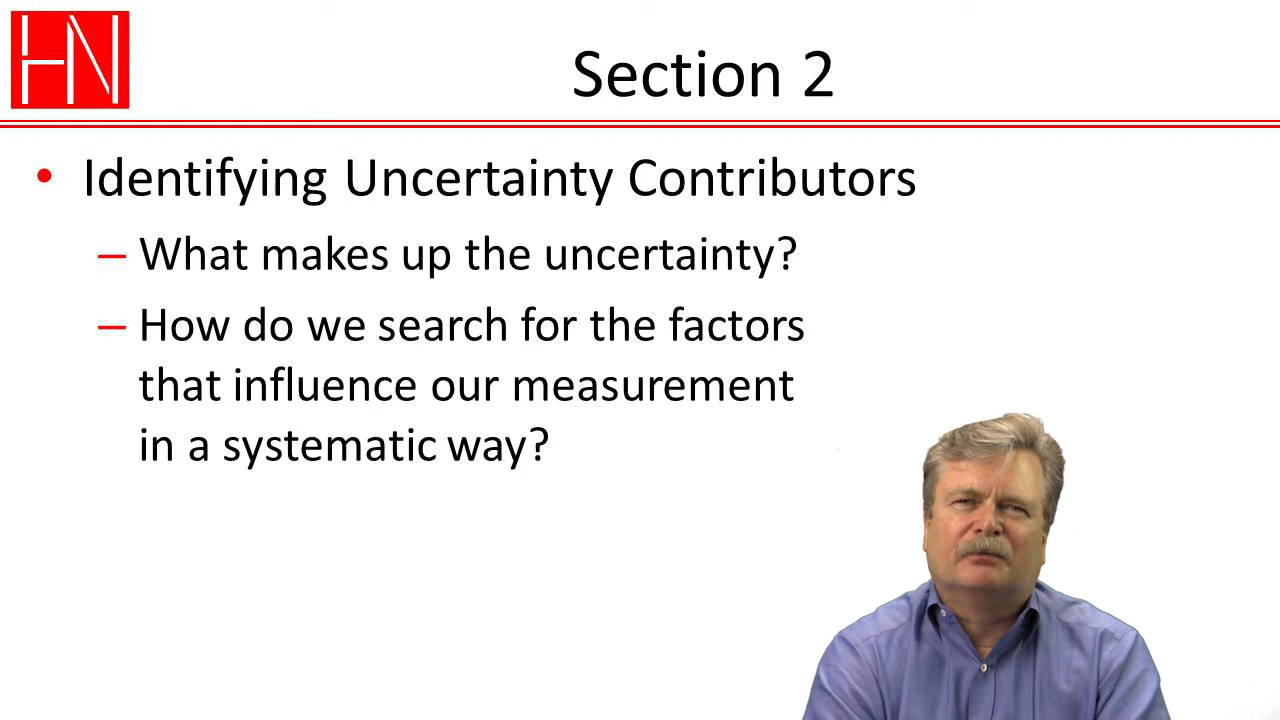 HN
Section 2
• Identifying Uncertainty Contributors
– What makes up the uncertainty?
– How do we search for the factors
that influence our measurement
in a systematic way?